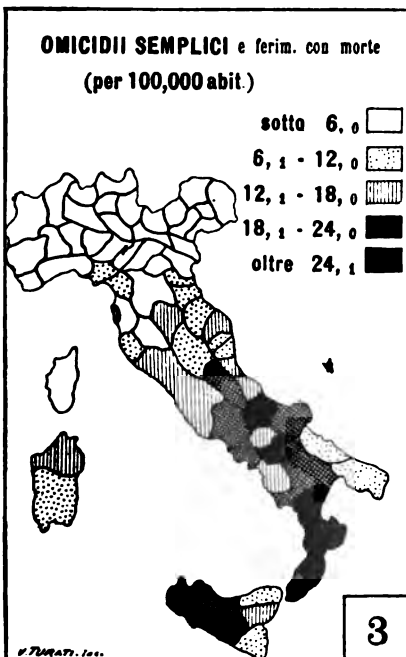 OMICIDII SEMPLICI e ferim. con morte
(per 100,000 abit.)
sotto 6, 0
6, 1 - 12, 0
12, 1 - 18, 0
18, 1 - 24, 0
oltre 24, 1
3
V. TURATI.